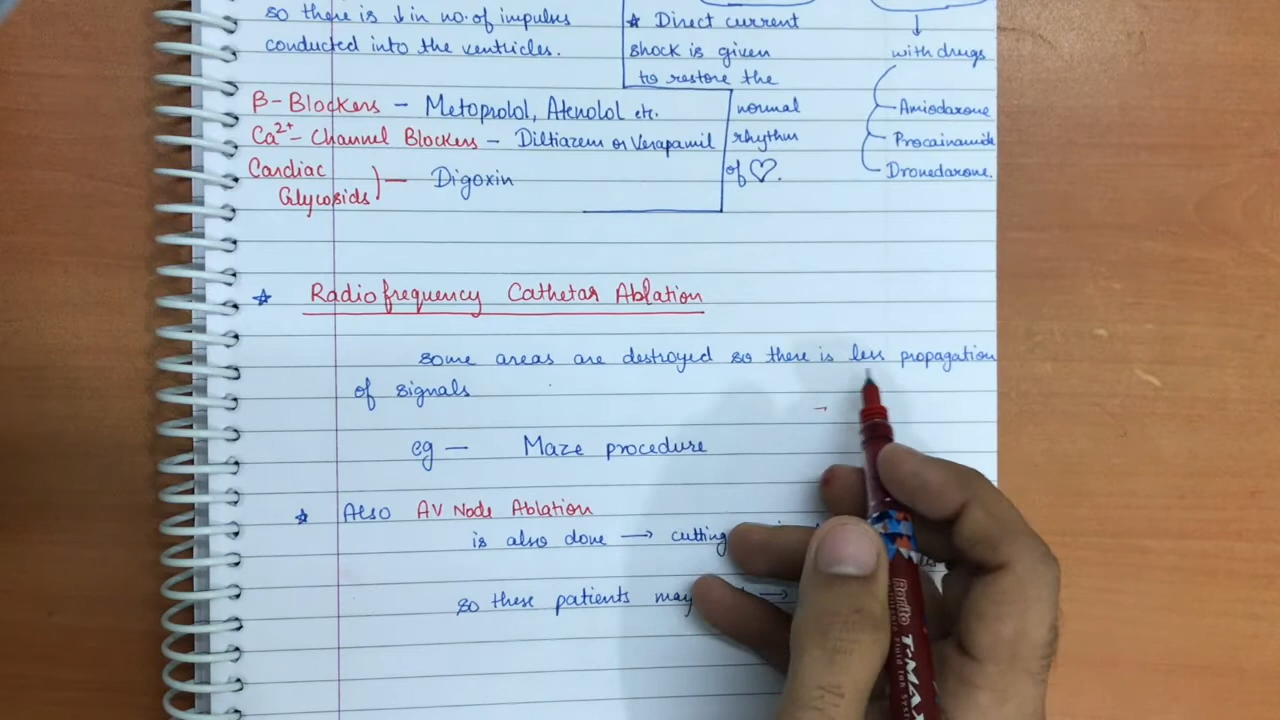 so there is ↓ in no. of impulses
conducted into the ventricles.
β-Blockers – Metoprolol, Atenolol etc.
Ca²⁺- Channel Blockers – Diltiazem or Verapamil
Cardiac
Glycosids ) — Digoxin
★ Direct current
shock is given
to restore the
normal
rhythm
of ♡.
↓
with drugs
Amiodarone
Procainamide
Dronedarone.
☆ Radiofrequency Catheter Ablation
some areas are destroyed so there is less propagation
of signals
eg — Maze procedure
☆ Also AV Node Ablation
is also done → cutting
so these patients may →
T-MAX